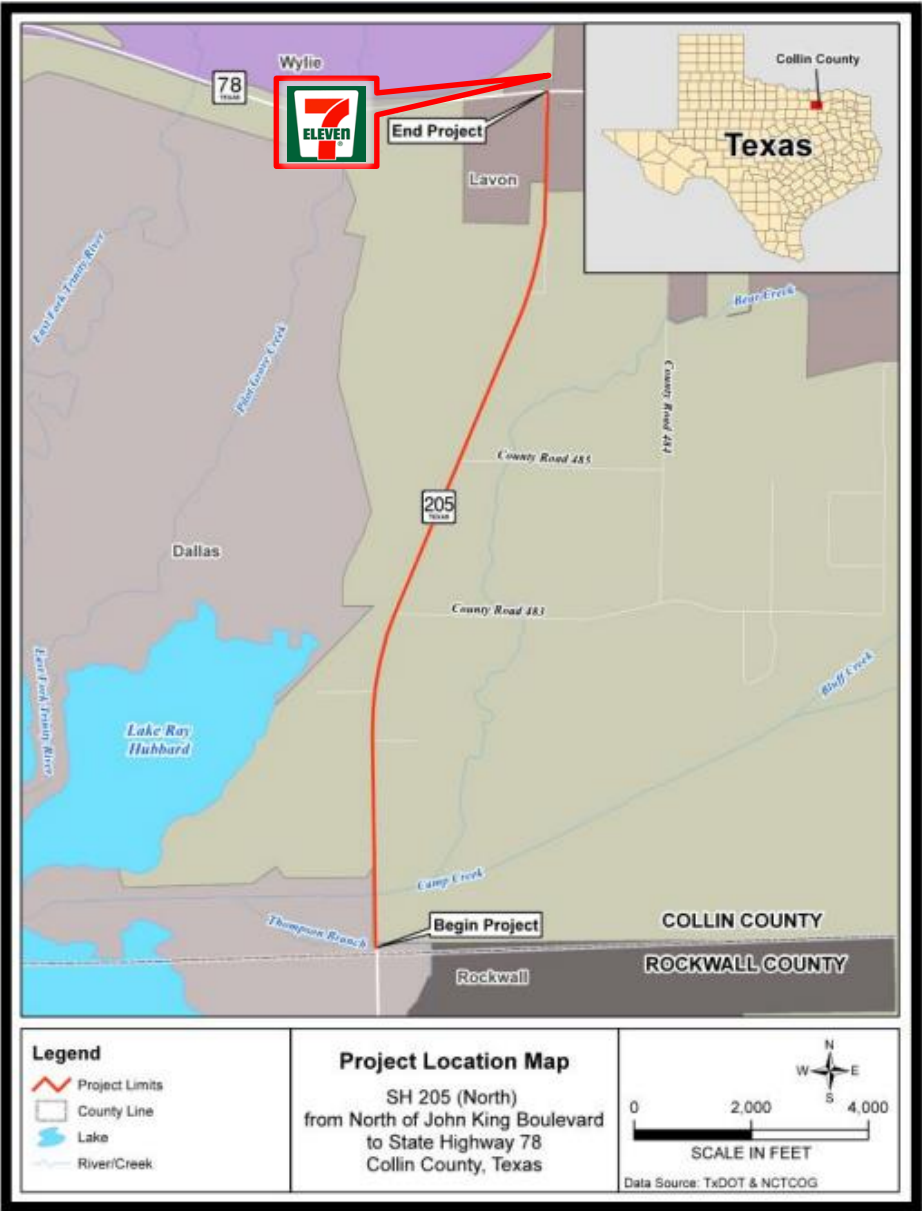 Wylie
78
TEXAS
7
ELEVEN
®
End Project
Lavon
Collin County
Texas
East Fork Trinity River
Pilot Grove Creek
Bear Creek
County Road 484
County Road 485
205
TEXAS
Dallas
County Road 483
East Fork Trinity River
Lake Ray
Hubbard
Bluff Creek
Camp Creek
Thompson Branch
Begin Project
COLLIN COUNTY
ROCKWALL COUNTY
Rockwall
Legend
Project Limits
County Line
Lake
River/Creek
Project Location Map
SH 205 (North)
from North of John King Boulevard
to State Highway 78
Collin County, Texas
N
W E
S
0 2,000 4,000
SCALE IN FEET
Data Source: TxDOT & NCTCOG